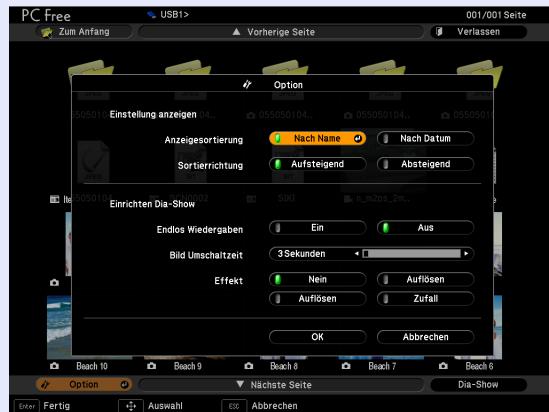 PC Free USB1> 001/001 Seite
Zum Anfang ▲ Vorherige Seite Verlassen
Option
Einstellung anzeigen
Anzeigesortierung Nach Name Nach Datum
Sortierrichtung Aufsteigend Absteigend
Einrichten Dia-Show
Endlos Wiedergaben Ein Aus
Bild Umschaltzeit 3Sekunden
Effekt Nein Auflösen
Auflösen Zufall
OK Abbrechen
Beach 10 Beach 9 Beach 8 Beach 7 Beach 6
Option ▼ Nächste Seite Dia-Show
Enter Fertig Auswahl ESC Abbrechen